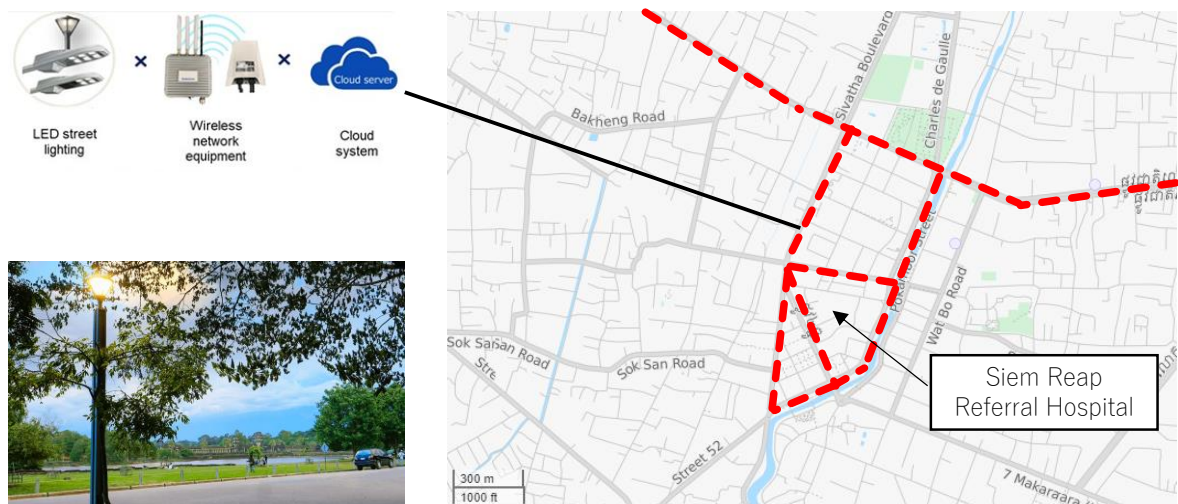 LED street
lighting
×
Wireless
network
equipment
×
Cloud server
Cloud
system
Sivatha Boulevard
Charles de Gaulle
Bakheng Road
Pokambor Street
Wat Bo Road
Sok San Road
Sok San Road
Street 52
7 Makara
Siem Reap
Referral Hospital
300 m
1000 ft